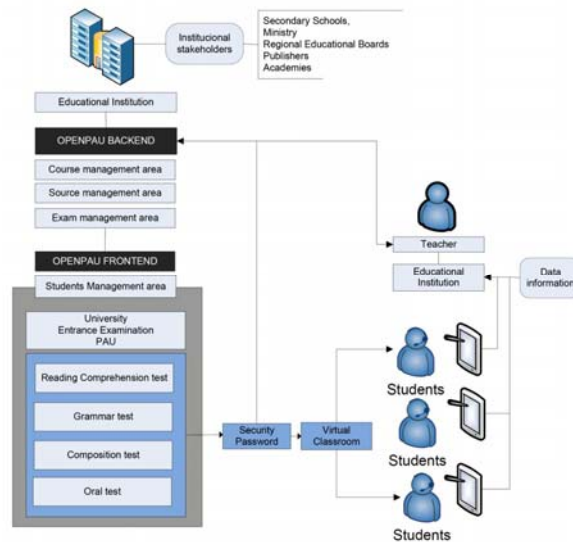 Institucional
stakeholders
Secondary Schools,
Ministry
Regional Educational Boards
Publishers
Academies
Educational Institution
OPENPAU BACKEND
Course management area
Source management area
Exam management area
OPENPAU FRONTEND
Students Management area
University
Entrance Examination
PAU
Reading Comprehension test
Grammar test
Composition test
Oral test
Security
Password
Virtual
Classroom
Teacher
Educational
Institution
Data
information
Students
Students
Students